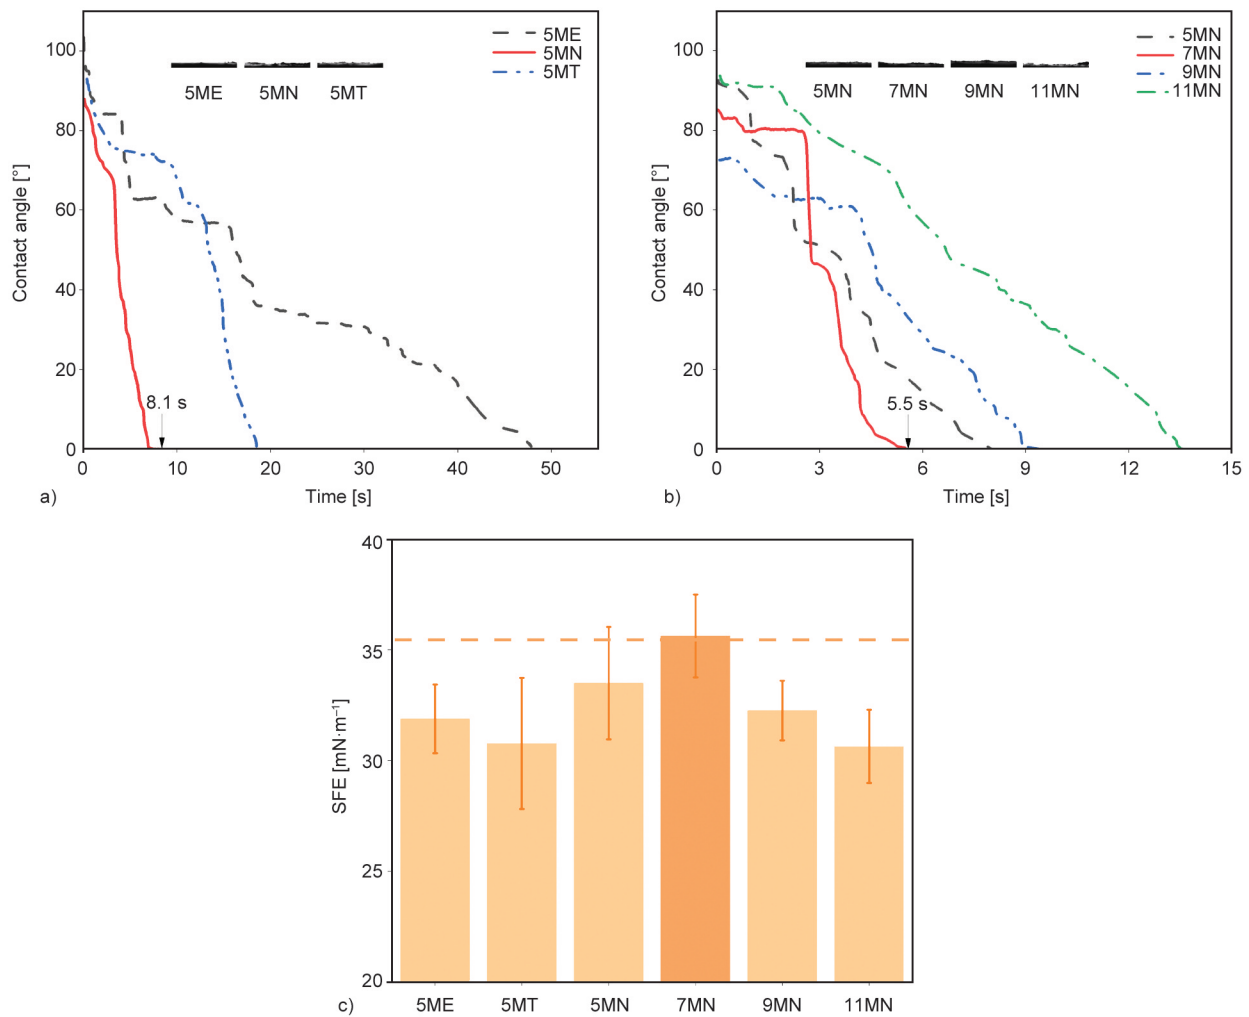 5ME
5MN
5MT
5ME 5MN 5MT
8.1 s
100
80
60
40
20
0
0 10 20 30 40 50
Contact angle [°]
Time [s]
a)
5MN
7MN
9MN
11MN
5MN 7MN 9MN 11MN
5.5 s
100
80
60
40
20
0
0 3 6 9 12 15
Contact angle [°]
Time [s]
b)
40
35
30
25
20
SFE [mN·m⁻¹]
5ME 5MT 5MN 7MN 9MN 11MN
c)